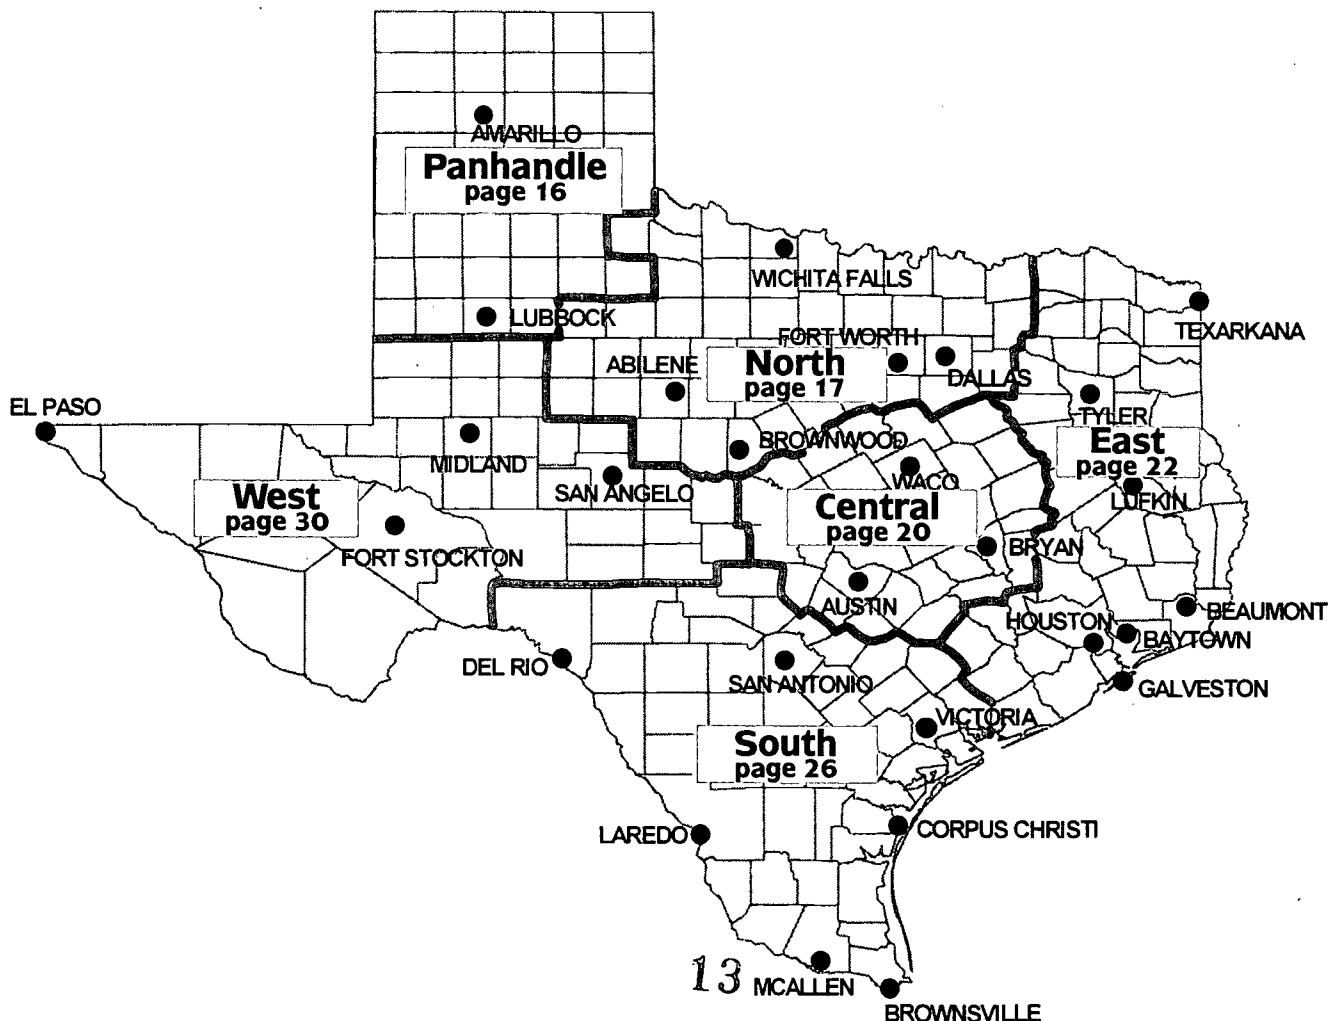 AMARILLO
Panhandle
page 16
WICHITA FALLS
LUBBOCK
TEXARKANA
FORT WORTH
ABILENE
North
page 17
DALLAS
EL PASO
TYLER
BROWNWOOD
East
page 22
MIDLAND
WACO
SAN ANGELO
LUFKIN
West
page 30
Central
page 20
FORT STOCKTON
BRYAN
AUSTIN
HOUSTON
BEAUMONT
BAYTOWN
DEL RIO
SAN ANTONIO
GALVESTON
VICTORIA
South
page 26
LAREDO
CORPUS CHRISTI
13
MCALLEN
BROWNSVILLE